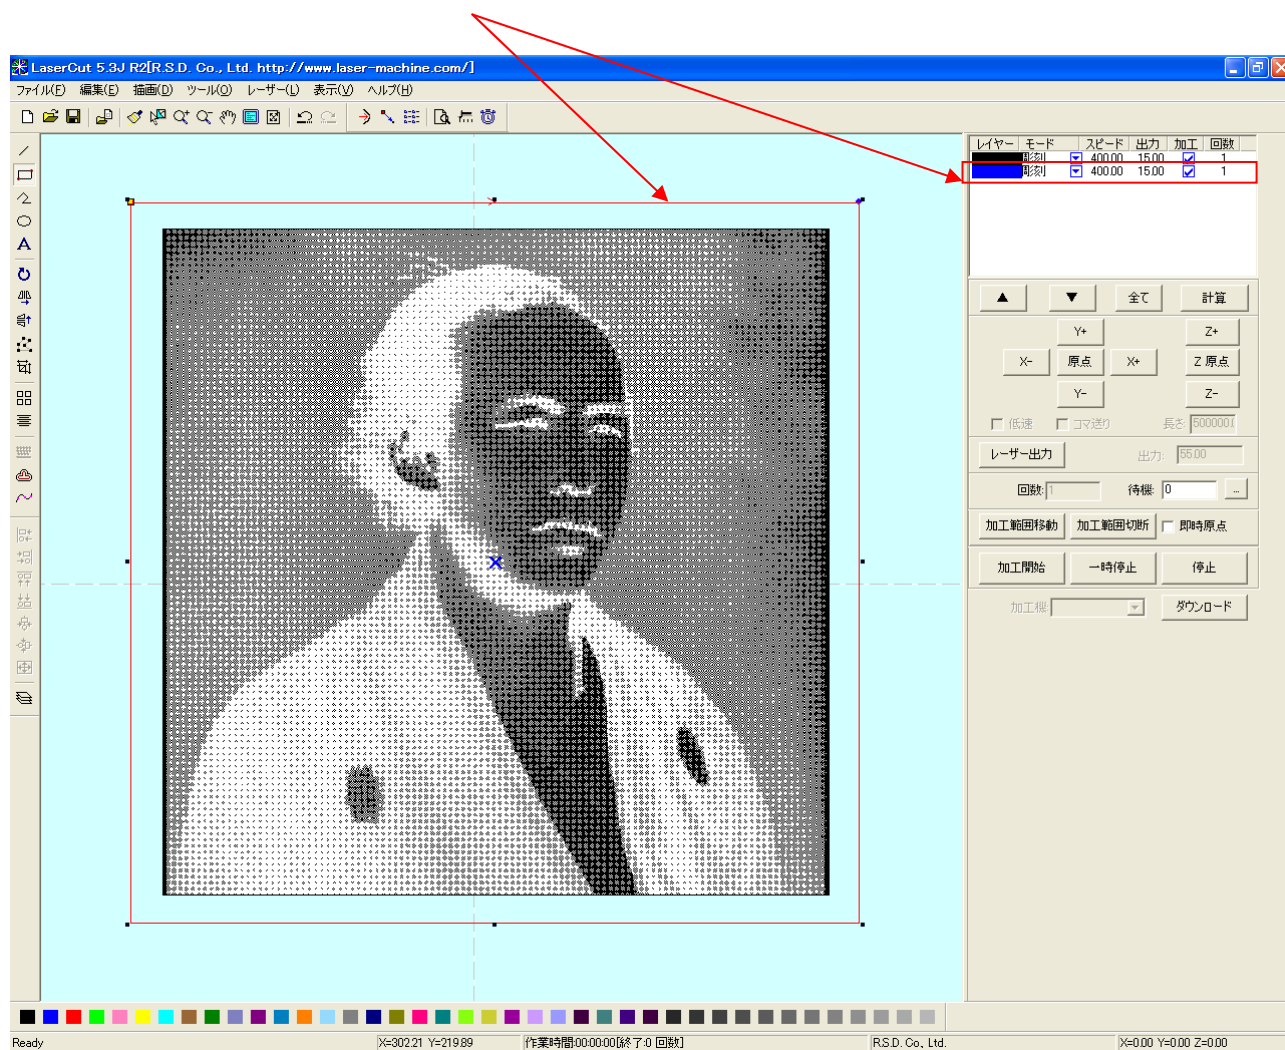 LaserCut 5.3J R2[R.S.D. Co., Ltd. http://www.laser-machine.com/]
ファイル(F) 編集(E) 描画(D) ツール(O) レーザー(L) 表示(V) ヘルプ(H)
レイヤー モード スピード 出力 加工 回数
彫刻 400.00 15.00 1
彫刻 400.00 15.00 1
▲ ▼ 全て 計算
Y+ Z+
X- 原点 X+ Z 原点
Y- Z-
低速 コマ送り 長さ: 500000
レーザー出力 出力: 55.00
回数: 1 待機: 0 ...
加工範囲移動 加工範囲切断 即時原点
加工開始 一時停止 停止
加工機: ダウンロード
Ready X=302.21 Y=219.89 作業時間:00:00:00[終了:0 回数] R.S.D. Co., Ltd. X=0.00 Y=0.00 Z=0.00